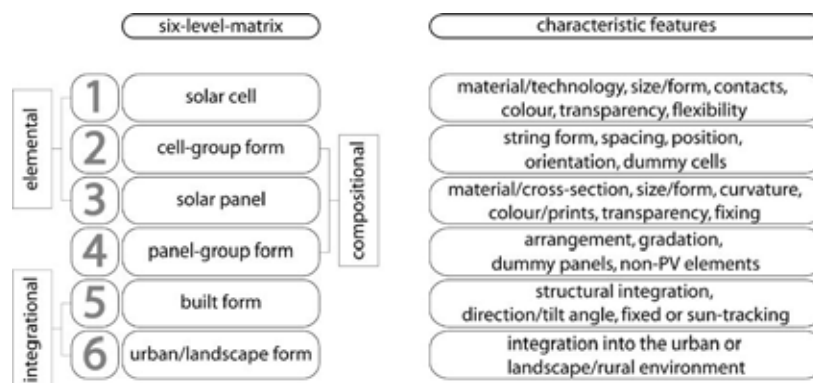 six-level-matrix
characteristic features
elemental
1
solar cell
material/technology, size/form, contacts,
colour, transparency, flexibility
2
cell-group form
string form, spacing, position,
orientation, dummy cells
3
solar panel
material/cross-section, size/form, curvature,
colour/prints, transparency, fixing
compositional
4
panel-group form
arrangement, gradation,
dummy panels, non-PV elements
integrational
5
built form
structural integration,
direction/tilt angle, fixed or sun-tracking
6
urban/landscape form
integration into the urban or
landscape/rural environment